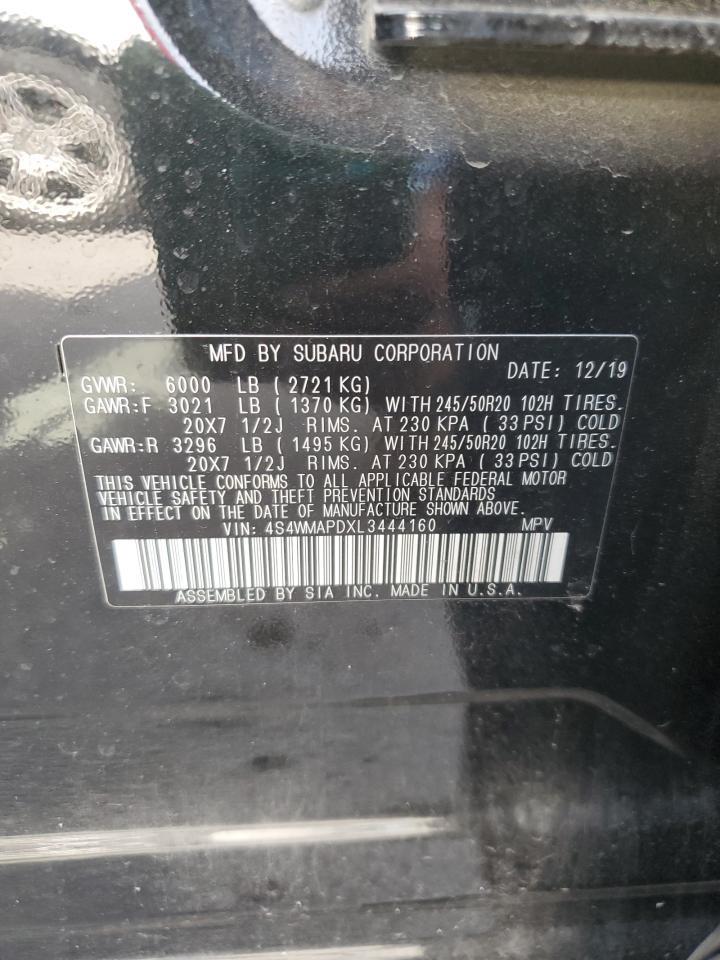 MFD BY SUBARU CORPORATION
DATE: 12/19
GVWR: 6000 LB (2721 KG)
GAWR:F 3021 LB (1370 KG) WITH 245/50R20 102H TIRES.
20X7 1/2J RIMS. AT 230 KPA (33 PSI) COLD
GAWR:R 3296 LB (1495 KG) WITH 245/50R20 102H TIRES.
20X7 1/2J RIMS. AT 230 KPA (33 PSI) COLD
THIS VEHICLE CONFORMS TO ALL APPLICABLE FEDERAL MOTOR
VEHICLE SAFETY AND THEFT PREVENTION STANDARDS
IN EFFECT ON THE DATE OF MANUFACTURE SHOWN ABOVE.
VIN: 4S4WMAPDXL3444160 MPV
ASSEMBLED BY SIA INC. MADE IN U.S.A.